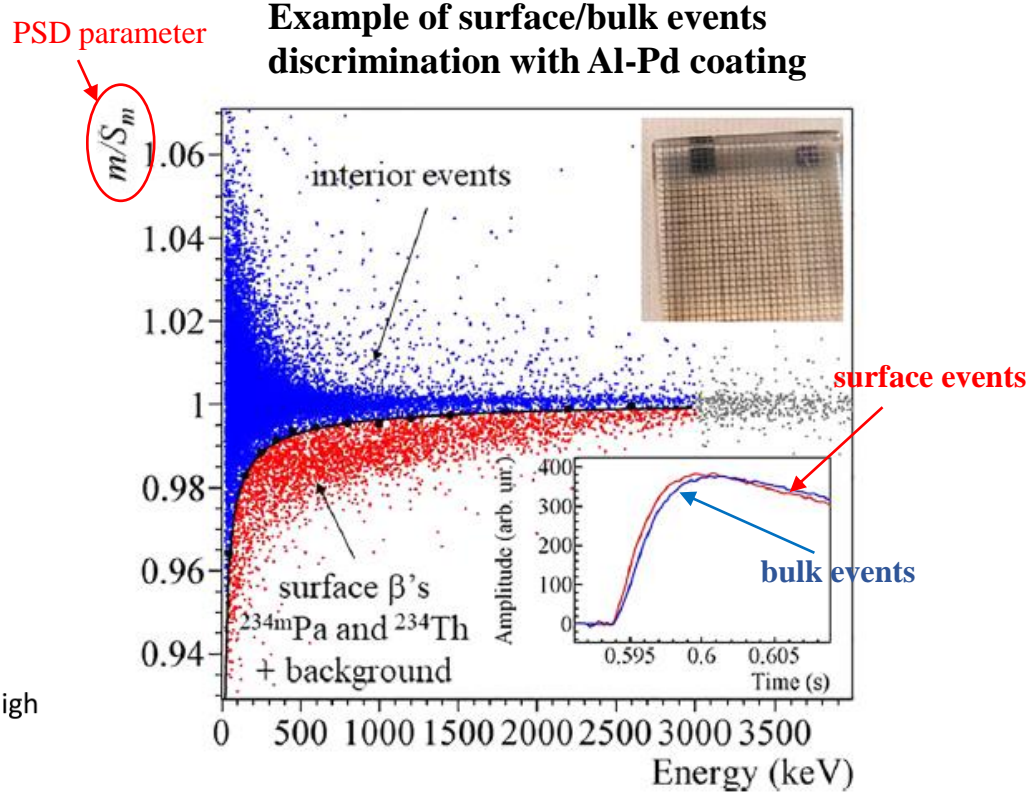 Example of surface/bulk events
discrimination with Al-Pd coating
PSD parameter
m/Sₘ
1.06
1.04
1.02
1
0.98
0.96
0.94
interior events
surface events
bulk events
surface β's
²³⁴ᵐPa and ²³⁴Th
+ background
Amplitude (arb. un.)
400
300
200
100
0
0.595 0.6 0.605
Time (s)
igh
0 500 1000 1500 2000 2500 3000 3500
Energy (keV)